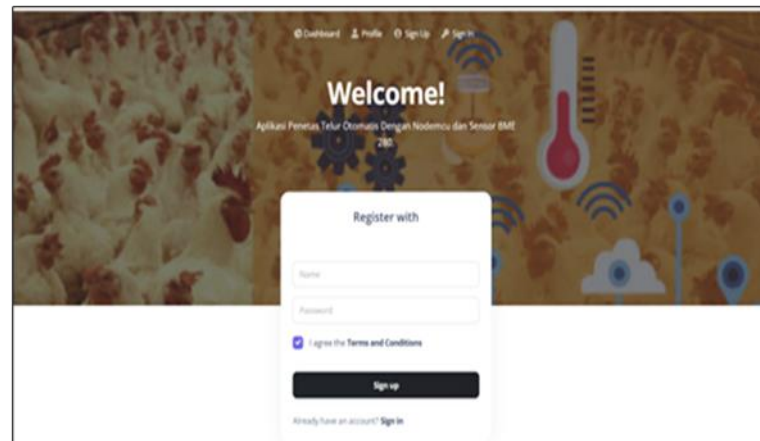 Dashboard Profile Sign Up Sign In
Welcome!
Aplikasi Penetas Telur Otomatis Dengan Nodemcu dan Sensor BME
280.
Register with
Name
Password
I agree the Terms and Conditions
Sign up
Already have an account? Sign in